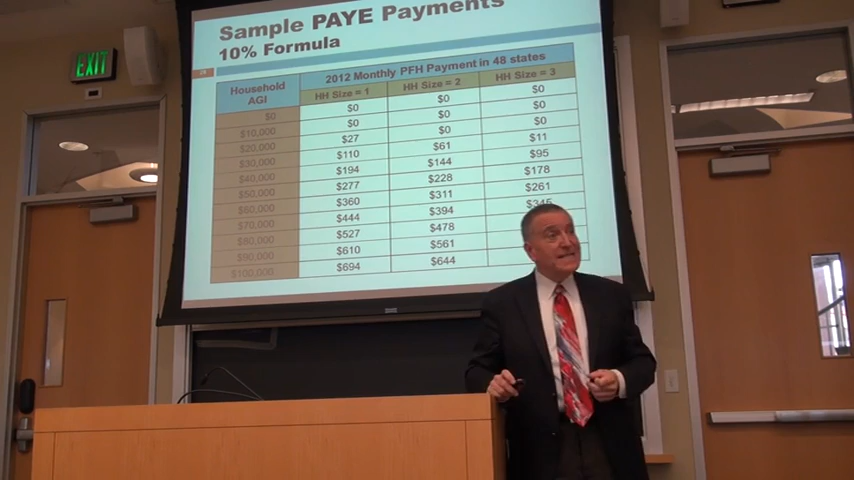 EXIT
Sample PAYE Payments
10% Formula
Household AGI
2012 Monthly PFH Payment in 48 states
HH Size = 1 HH Size = 2 HH Size = 3
$0 $0 $0 $0
$10,000 $0 $0 $0
$20,000 $27 $0 $0
$30,000 $110 $61 $11
$40,000 $194 $144 $95
$50,000 $277 $228 $178
$60,000 $360 $311 $261
$70,000 $444 $394 $345
$80,000 $527 $478
$90,000 $610 $561
$100,000 $694 $644